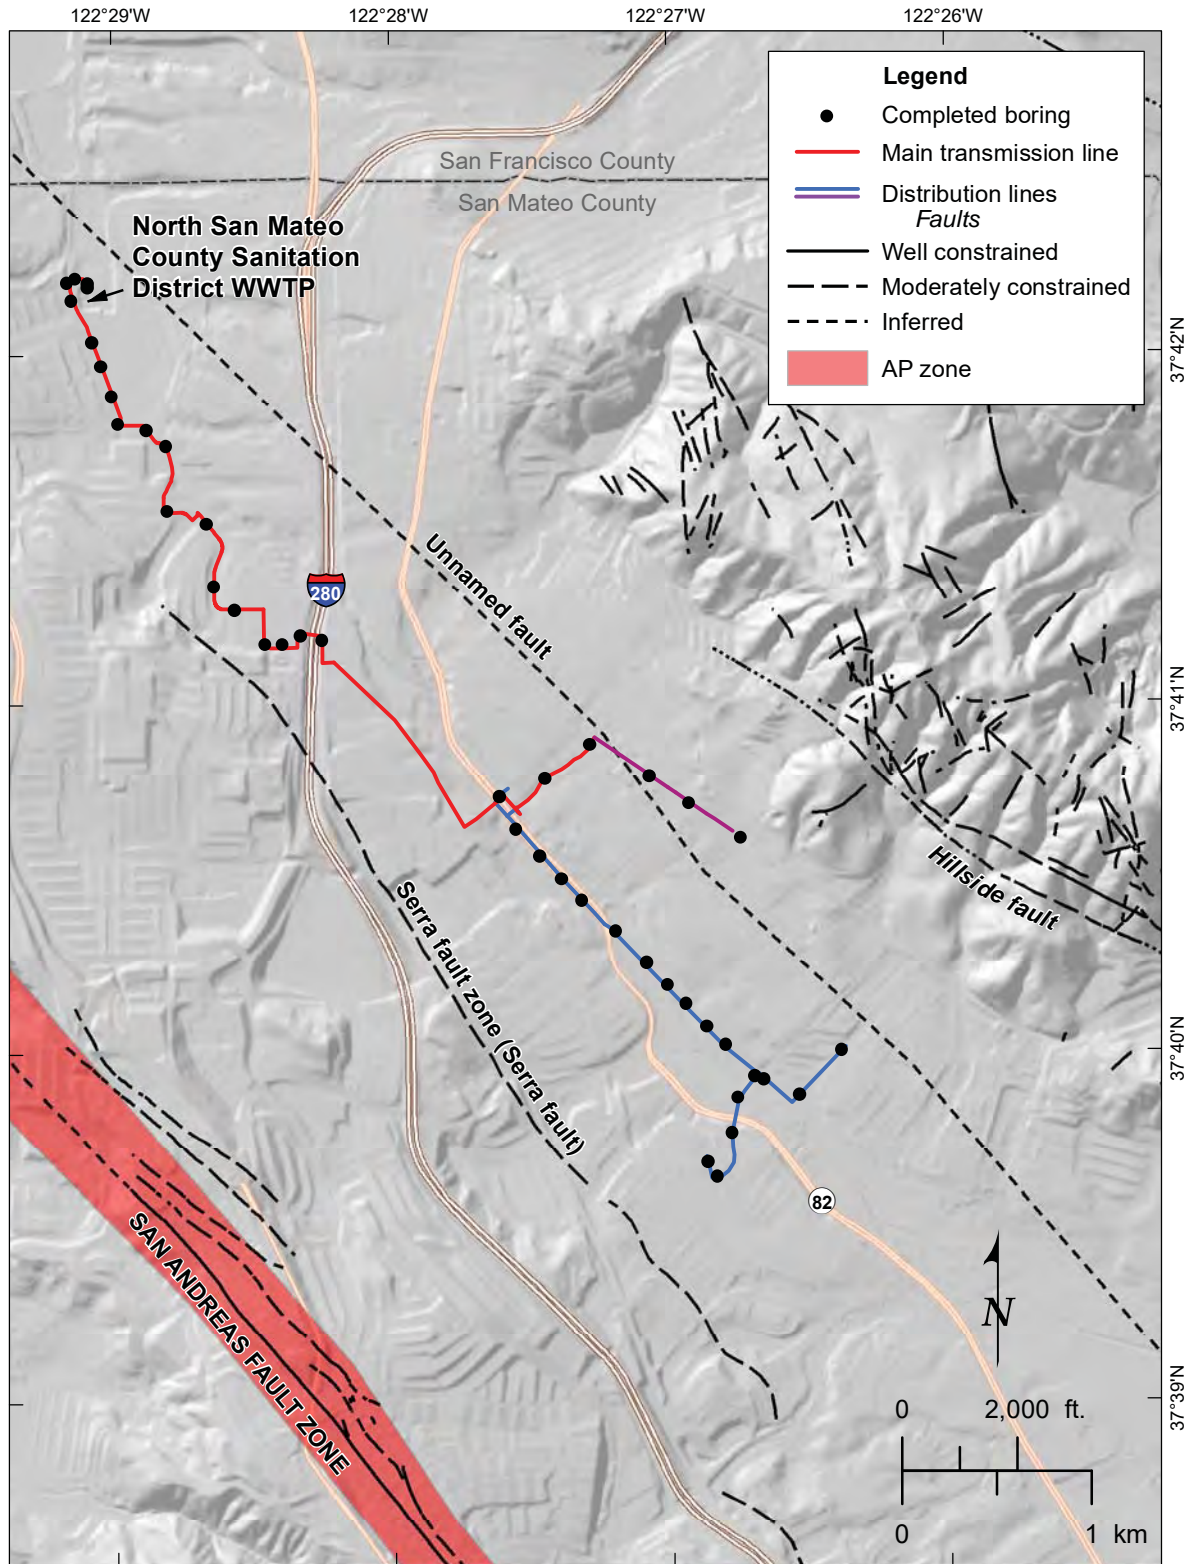 122°29'W
122°28'W
122°27'W
122°26'W
Legend
Completed boring
Main transmission line
Distribution lines
Faults
Well constrained
Moderately constrained
Inferred
AP zone
San Francisco County
San Mateo County
North San Mateo
County Sanitation
District WWTP
37°42'N
Unnamed fault
280
37°41'N
Hillside fault
Serra fault zone (Serra fault)
37°40'N
82
SAN ANDREAS FAULT ZONE
N
37°39'N
0 2,000 ft.
0 1 km